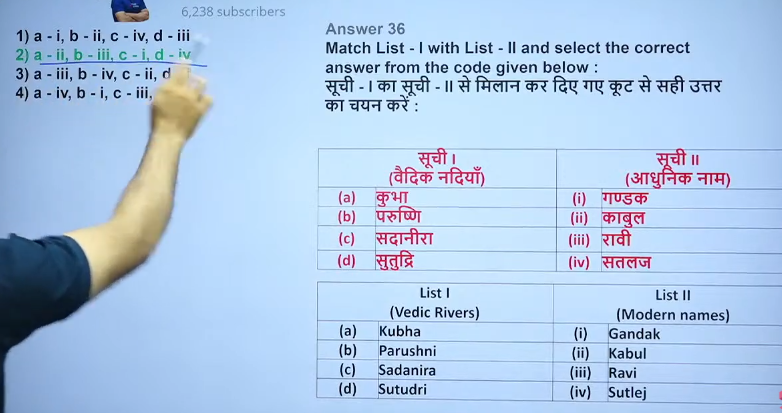 6,238 subscribers
1) a - i, b - ii, c - iv, d - iii
2) a - ii, b - iii, c - i, d - iv
3) a - iii, b - iv, c - ii, d
4) a - iv, b - i, c - iii,
Answer 36
Match List - I with List - II and select the correct
answer from the code given below :
सूची - I का सूची - II से मिलान कर दिए गए कूट से सही उत्तर
का चयन करें :
सूची I सूची II
(वैदिक नदियाँ) (आधुनिक नाम)
(a) कुभा (i) गण्डक
(b) परुष्णि (ii) काबुल
(c) सदानीरा (iii) रावी
(d) सुतुद्रि (iv) सतलज
List I List II
(Vedic Rivers) (Modern names)
(a) Kubha (i) Gandak
(b) Parushni (ii) Kabul
(c) Sadanira (iii) Ravi
(d) Sutudri (iv) Sutlej